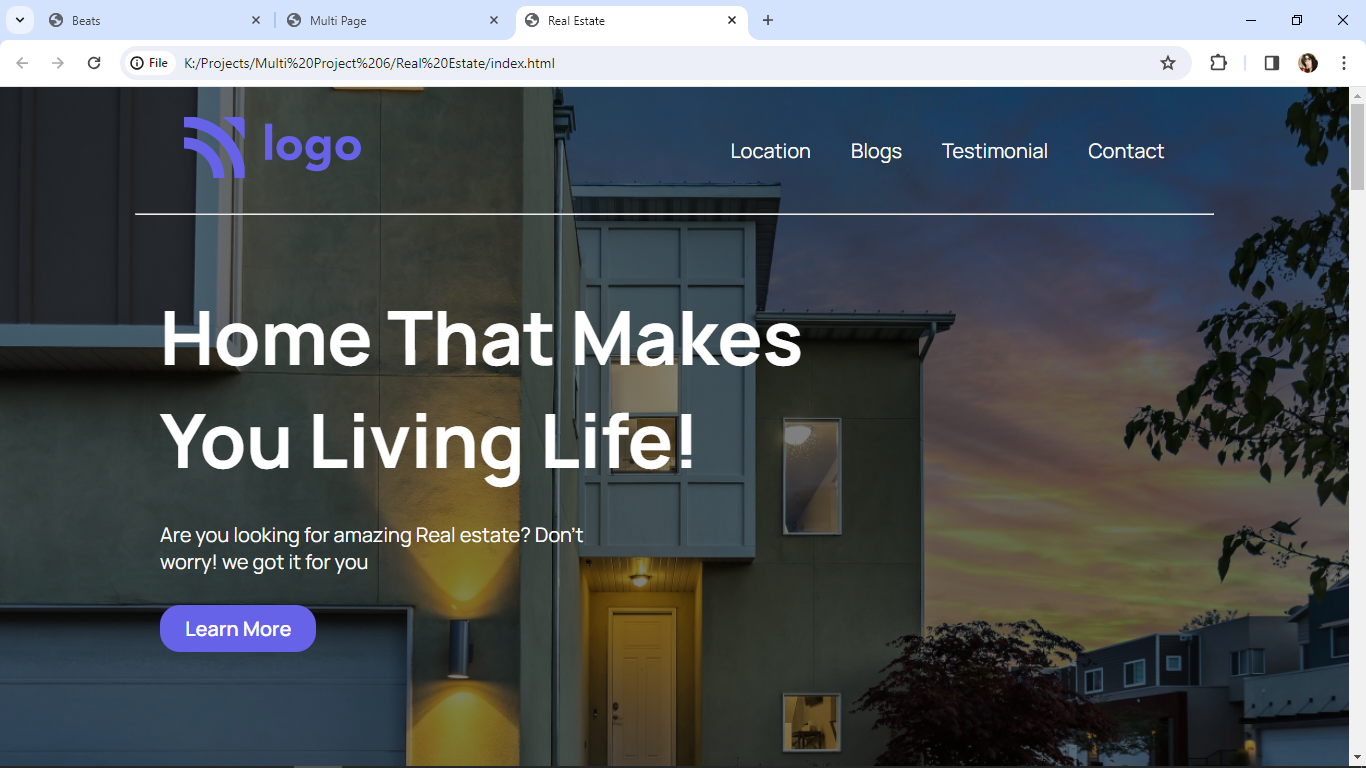 Beats Multi Page Real Estate
File K:/Projects/Multi%20Project%206/Real%20Estate/index.html
logo Location Blogs Testimonial Contact
Home That Makes
You Living Life!
Are you looking for amazing Real estate? Don't
worry! we got it for you
Learn More